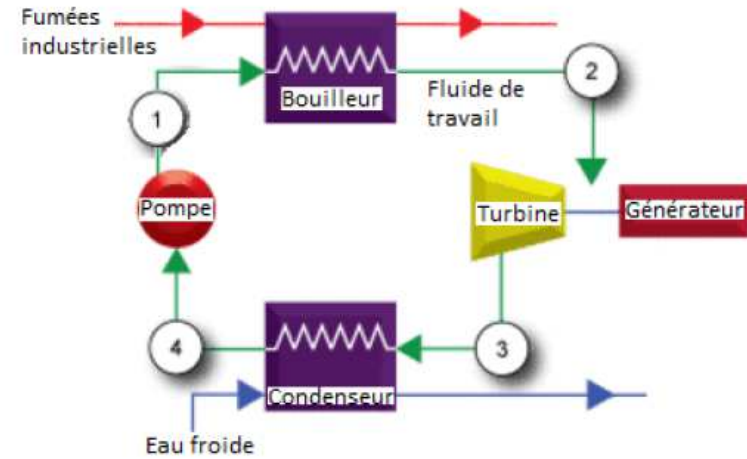 Fumées
industrielles
Bouilleur
Fluide de
travail
2
1
Pompe
Turbine
Générateur
4
3
Condenseur
Eau froide